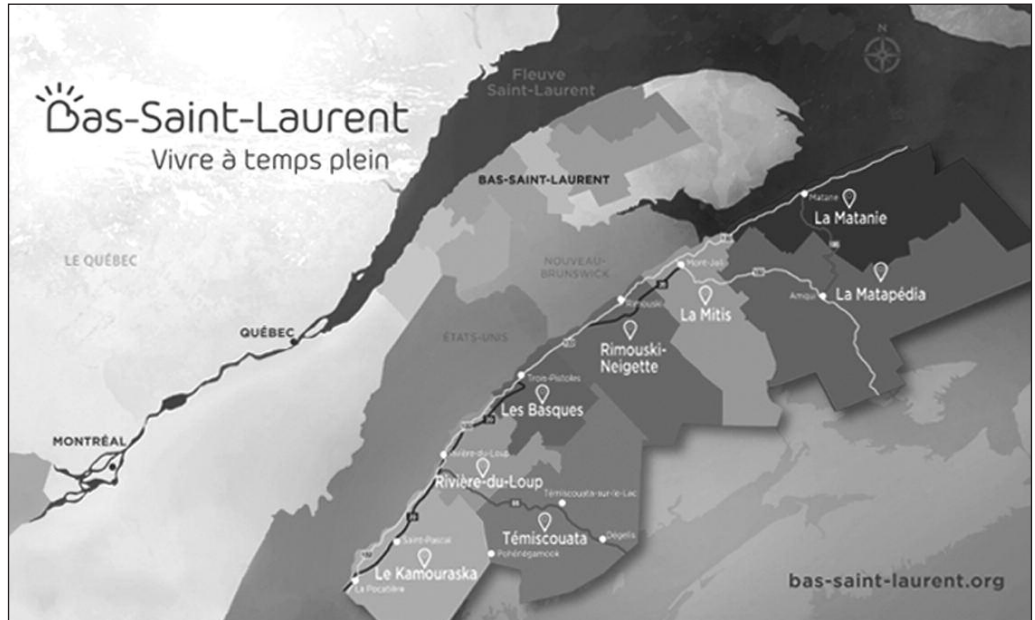 N
Fleuve
Saint-Laurent
Bas-Saint-Laurent
Vivre à temps plein
BAS-SAINT-LAURENT
Matane
La Matanie
LE QUÉBEC
NOUVEAU-
BRUNSWICK
Mont-Joli
La Matapédia
Amqui
La Mitis
Rimouski
QUÉBEC
ÉTATS-UNIS
Rimouski-
Neigette
Trois-Pistoles
Les Basques
MONTRÉAL
Rivière-du-Loup
Rivière-du-Loup
Témiscouata-sur-le-Lac
Témiscouata
Dégelis
Saint-Pascal
Pohénégamook
Le Kamouraska
La Pocatière
bas-saint-laurent.org